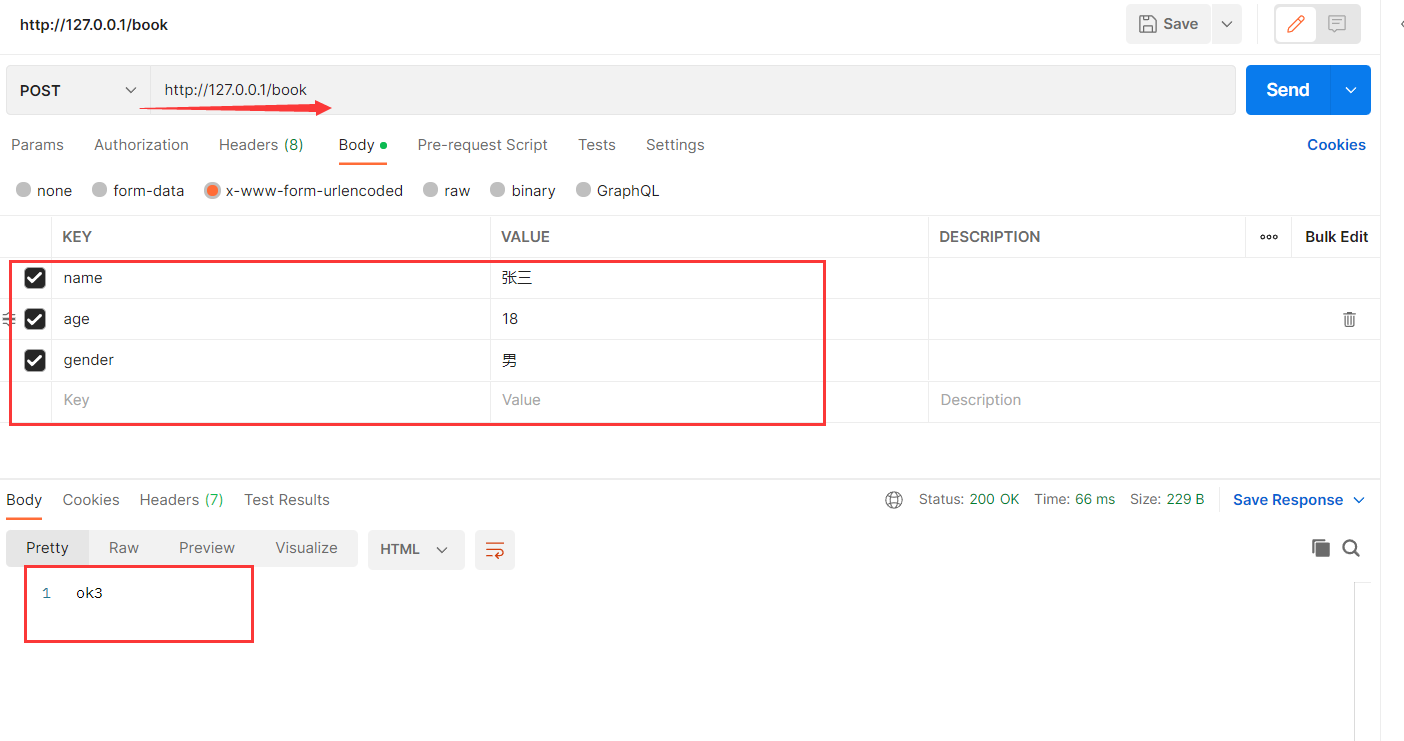 http://127.0.0.1/book Save
POST http://127.0.0.1/book Send
Params Authorization Headers (8) Body Pre-request Script Tests Settings Cookies
none form-data x-www-form-urlencoded raw binary GraphQL
KEY VALUE DESCRIPTION Bulk Edit
name 张三
age 18
gender 男
Key Value Description
Body Cookies Headers (7) Test Results Status: 200 OK Time: 66 ms Size: 229 B Save Response
Pretty Raw Preview Visualize HTML
1 ok3